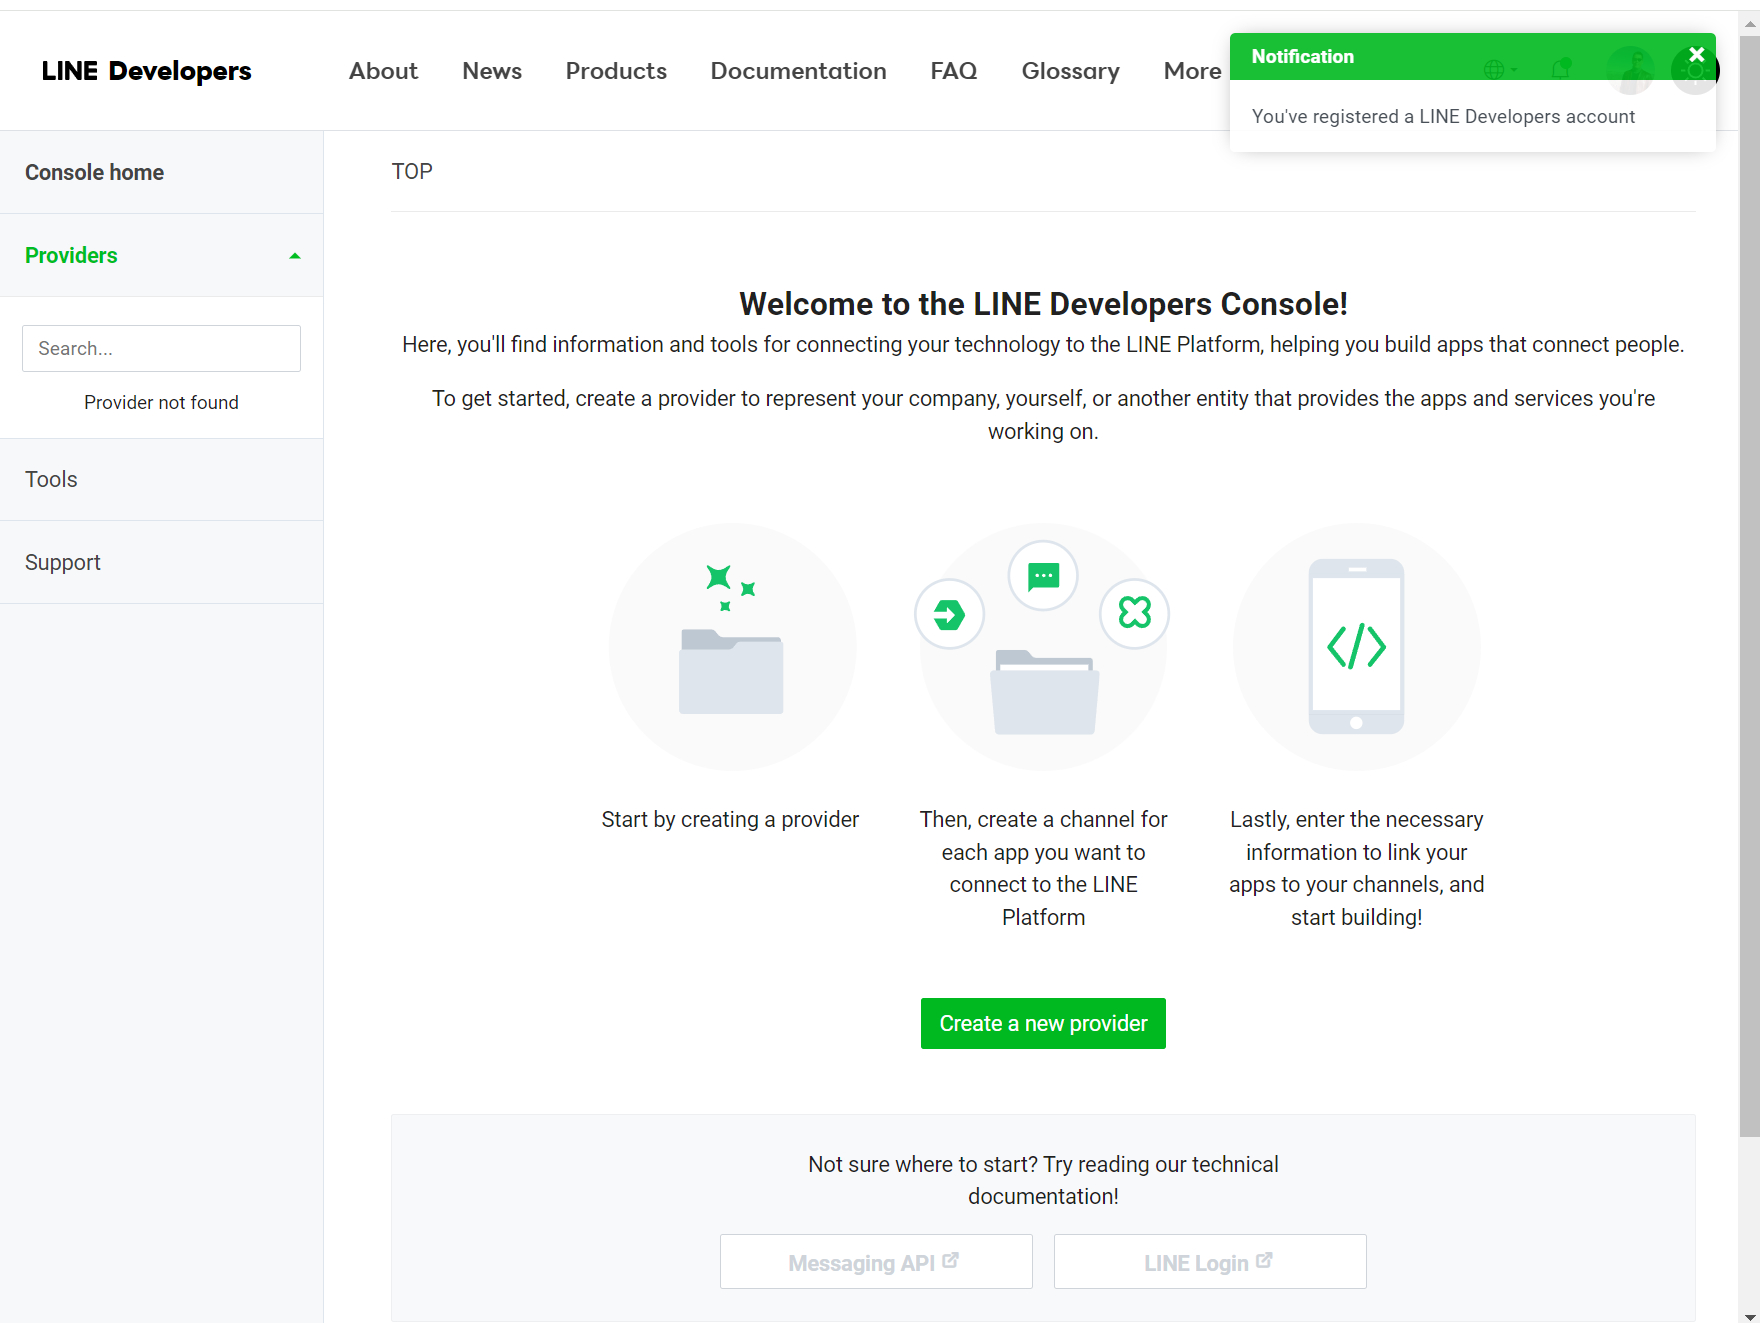 LINE Developers
About News Products Documentation FAQ Glossary More
Notification
You've registered a LINE Developers account
Console home
Providers
Search...
Provider not found
Tools
Support
TOP
Welcome to the LINE Developers Console!
Here, you'll find information and tools for connecting your technology to the LINE Platform, helping you build apps that connect people.
To get started, create a provider to represent your company, yourself, or another entity that provides the apps and services you're
working on.
Start by creating a provider
Then, create a channel for
each app you want to
connect to the LINE
Platform
Lastly, enter the necessary
information to link your
apps to your channels, and
start building!
Create a new provider
Not sure where to start? Try reading our technical
documentation!
Messaging API
LINE Login